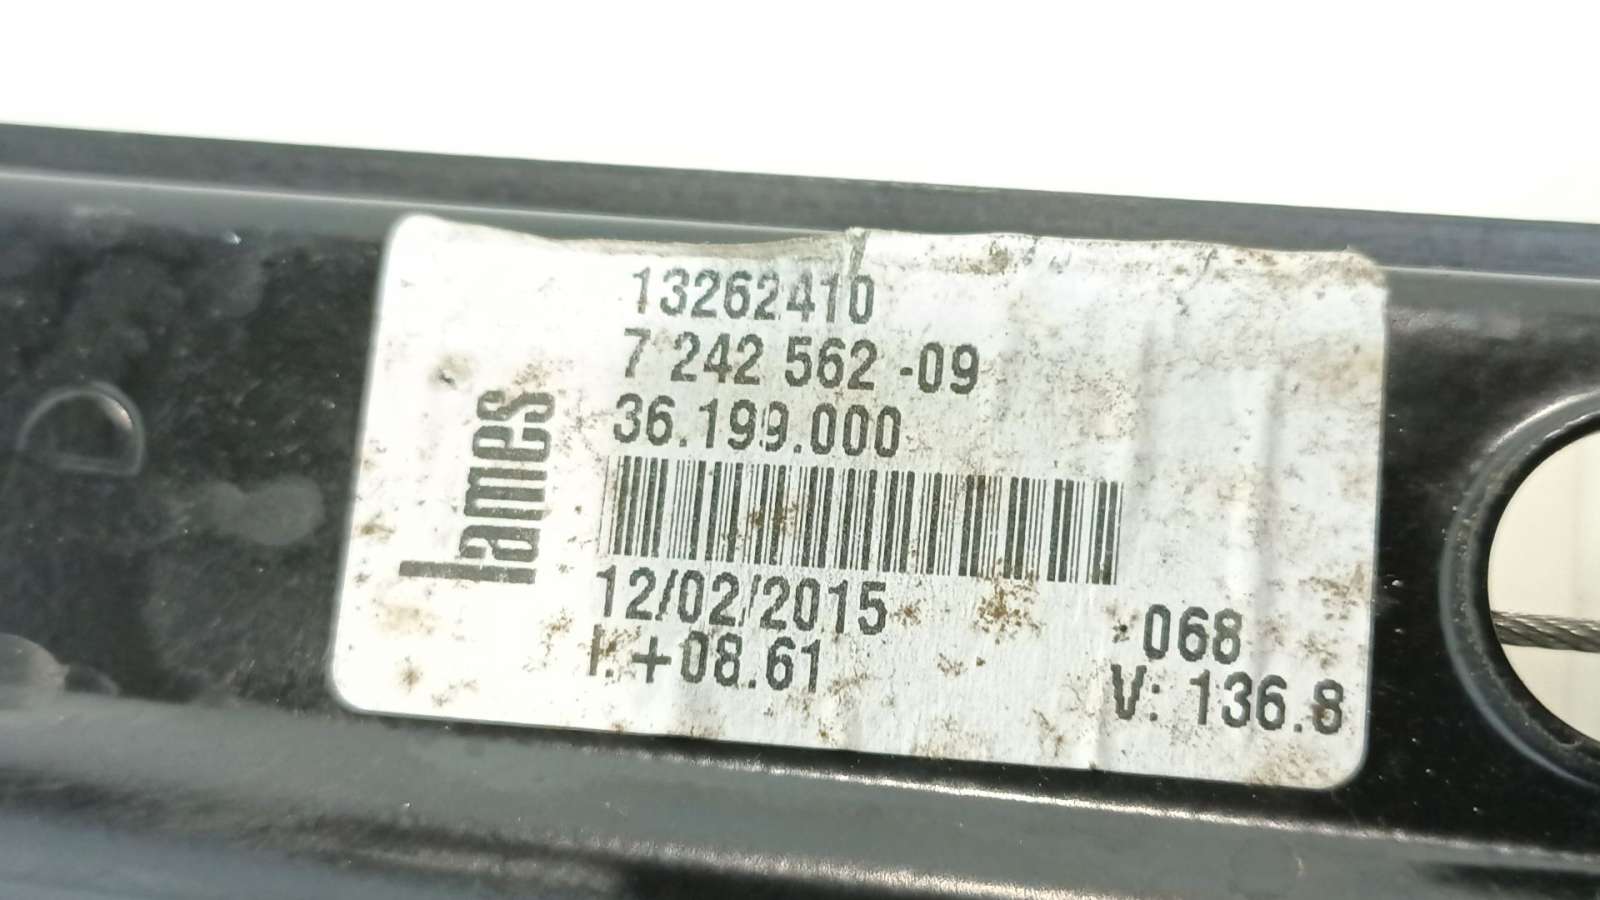 13262410
7 242 562 -09
36.199.000
lames
12/02/2015
068
I: +08.61
V: 136.8